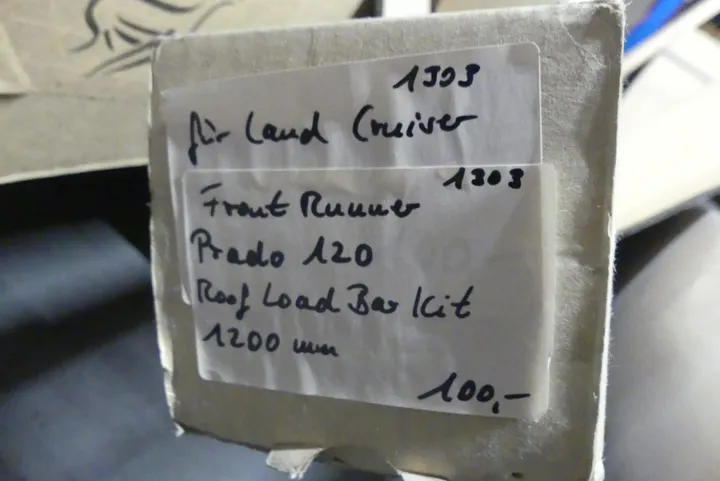 1303
für Land Cruiser
1303
Front Runner
Prado 120
Roof Load Bar Kit
1200 mm
100,-